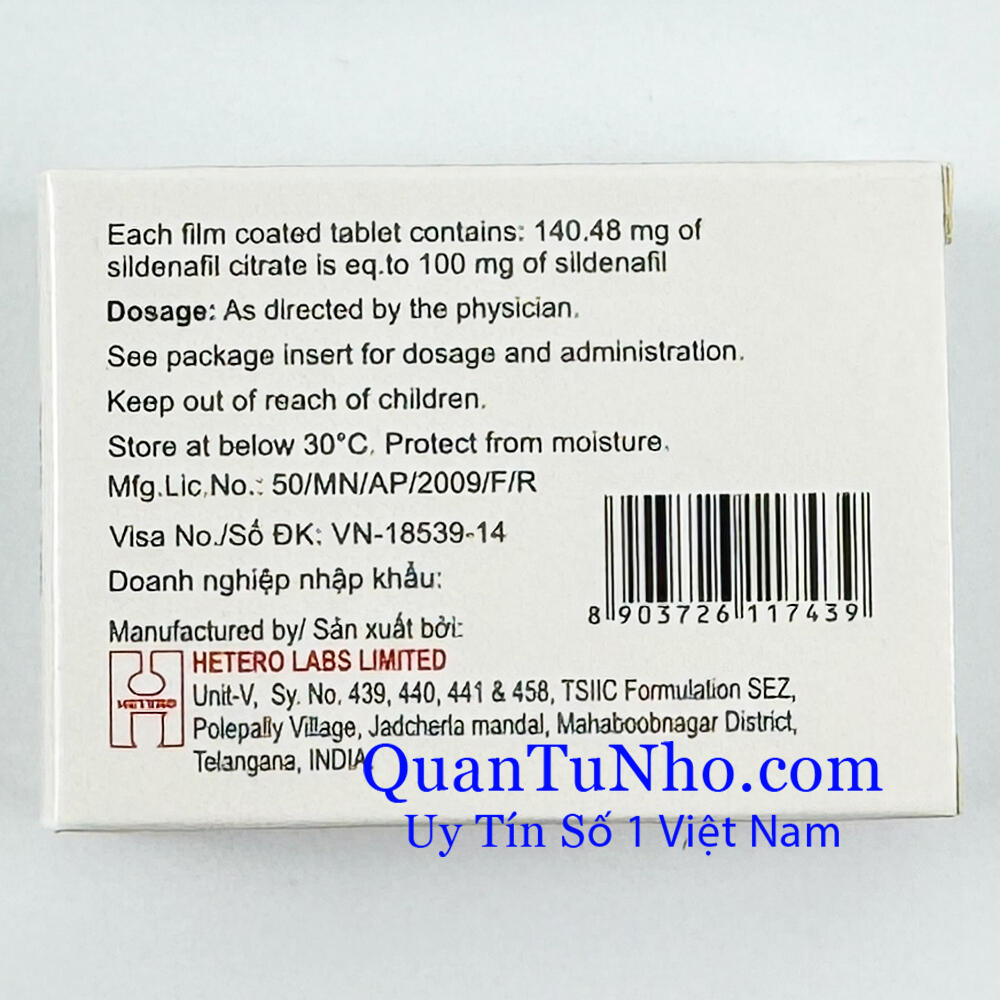 Each film coated tablet contains: 140.48 mg of
sildenafil citrate is eq.to 100 mg of sildenafil
Dosage: As directed by the physician.
See package insert for dosage and administration.
Keep out of reach of children.
Store at below 30°C. Protect from moisture.
Mfg.Lic.No.: 50/MN/AP/2009/F/R
Visa No./Số ĐK: VN-18539-14
Doanh nghiệp nhập khẩu:
8 903726 117439
Manufactured by/ Sản xuất bởi:
HETERO
HETERO LABS LIMITED
Unit-V, Sy. No. 439, 440, 441 & 458, TSIIC Formulation SEZ,
Polepally Village, Jadcherla mandal, Mahaboobnagar District,
Telangana, INDIA.
QuanTuNho.com
Uy Tín Số 1 Việt Nam